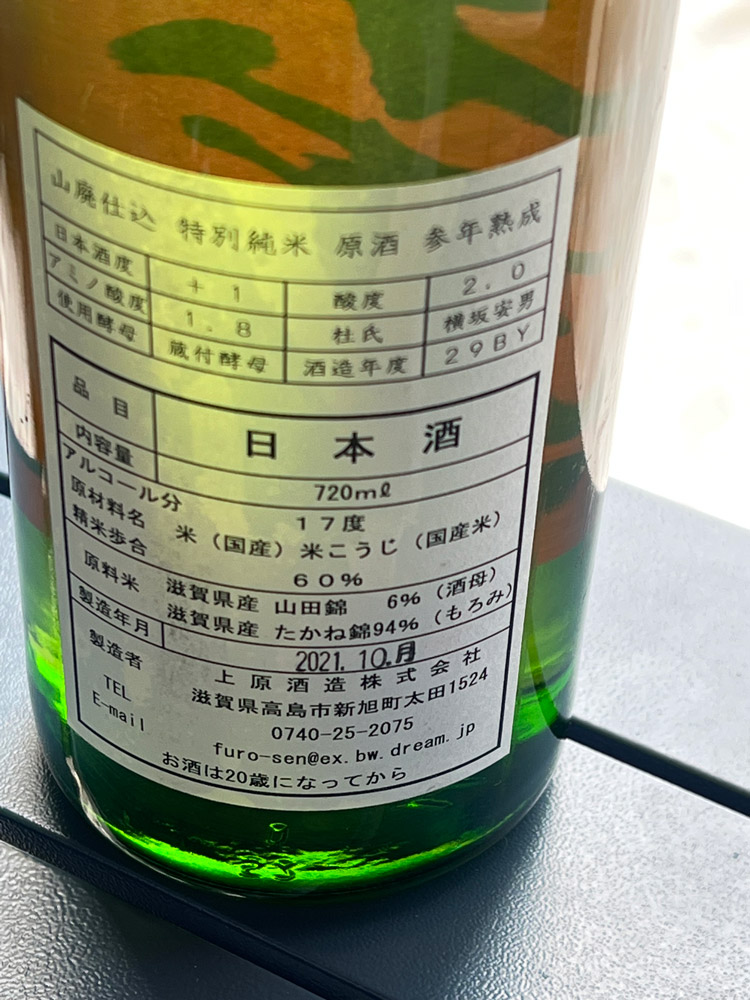 山廃仕込 特別純米 原酒 参年熟成
日本酒度 +1 酸度 2.0
アミノ酸度 1.8 杜氏 横坂安男
使用酵母 蔵付酵母 酒造年度 29BY
品目 日本酒
内容量 720mℓ
アルコール分 17度
原材料名 米(国産)米こうじ(国産米)
精米歩合 60%
原料米 滋賀県産 山田錦 6%(酒母)
滋賀県産 たかね錦94%(もろみ)
製造年月 2021.10.月
製造者 上原酒造株式会社
滋賀県高島市新旭町太田1524
TEL 0740-25-2075
E-mail furo-sen@ex.bw.dream.jp
お酒は20歳になってから